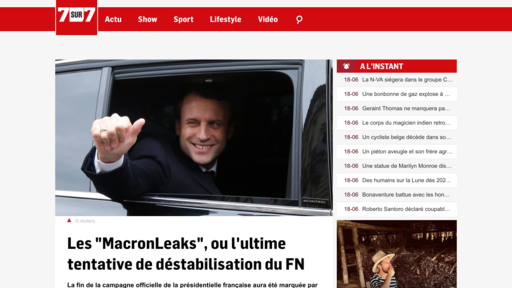 7SUR7
Actu Show Sport Lifestyle Vidéo
A L'INSTANT
18-06 La N-VA siégera dans le groupe C...
18-06 Une bonbonne de gaz explose à ...
18-06 Geraint Thomas ne manquera pa...
18-06 Le corps du magicien indien retro...
18-06 Un cycliste belge décède dans so...
18-06 Un piéton aveugle et son frère agr...
18-06 Une statue de Marilyn Monroe dis...
18-06 Des humains sur la Lune dès 202...
18-06 Bonaventure battue avec les hon...
18-06 Roberto Santoro déclaré coupabl...
Les "MacronLeaks", ou l'ultime
tentative de déstabilisation du FN
La fin de la campagne officielle de la présidentielle française aura été marquée par